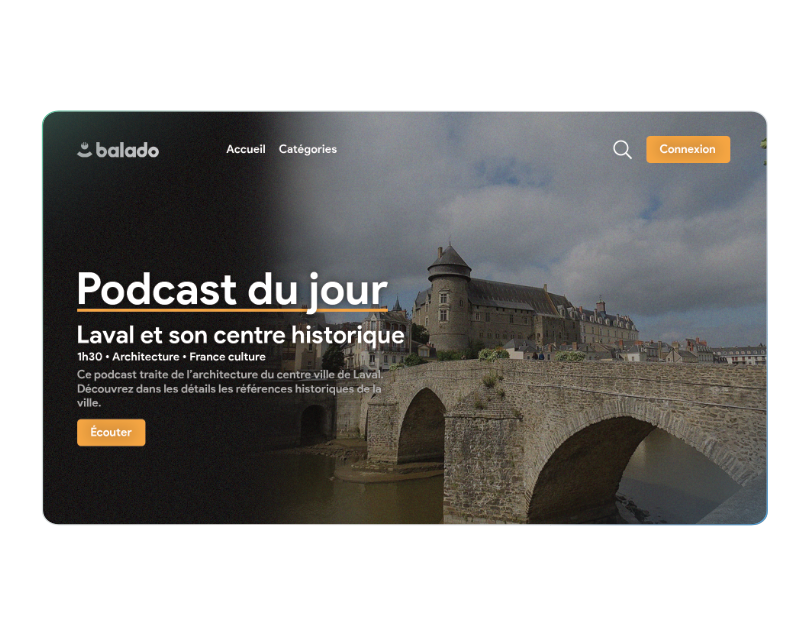 balado
Accueil
Catégories
Connexion
Podcast du jour
Laval et son centre historique
1h30 • Architecture • France culture
Ce podcast traite de l'architecture du centre ville de Laval.
Découvrez dans les détails les références historiques de la
ville.
Écouter